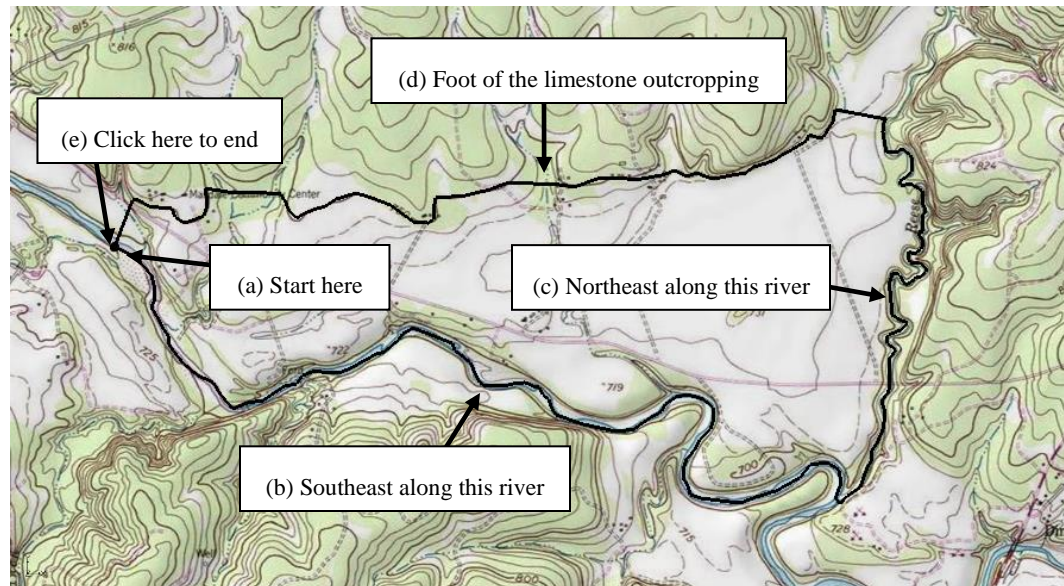 815
816
(d) Foot of the limestone outcropping
(e) Click here to end
824
Center
(a) Start here
(c) Northeast along this river
725
722
719
(b) Southeast along this river
700
715
728
Well
800